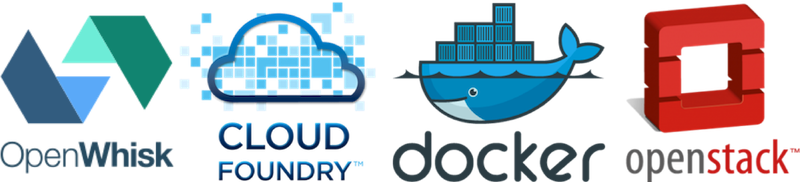 OpenWhisk
CLOUD
FOUNDRY™
docker
openstack™